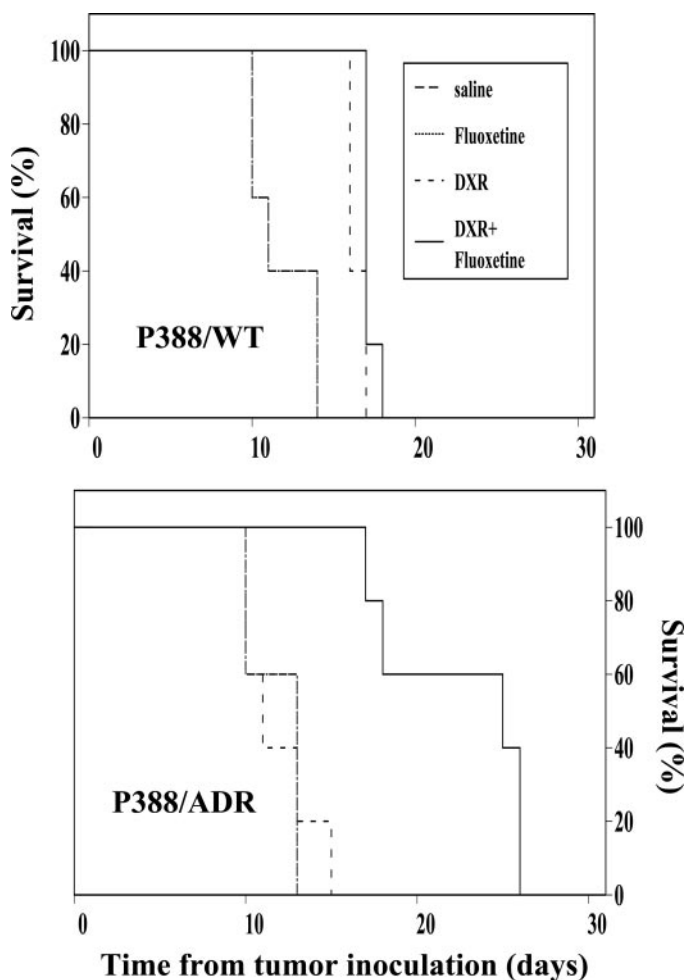 100
80
60
40
20
0
Survival (%)
saline
Fluoxetine
DXR
DXR+
Fluoxetine
P388/WT
0 10 20 30
100
80
60
40
20
0
Survival (%)
P388/ADR
0 10 20 30
Time from tumor inoculation (days)